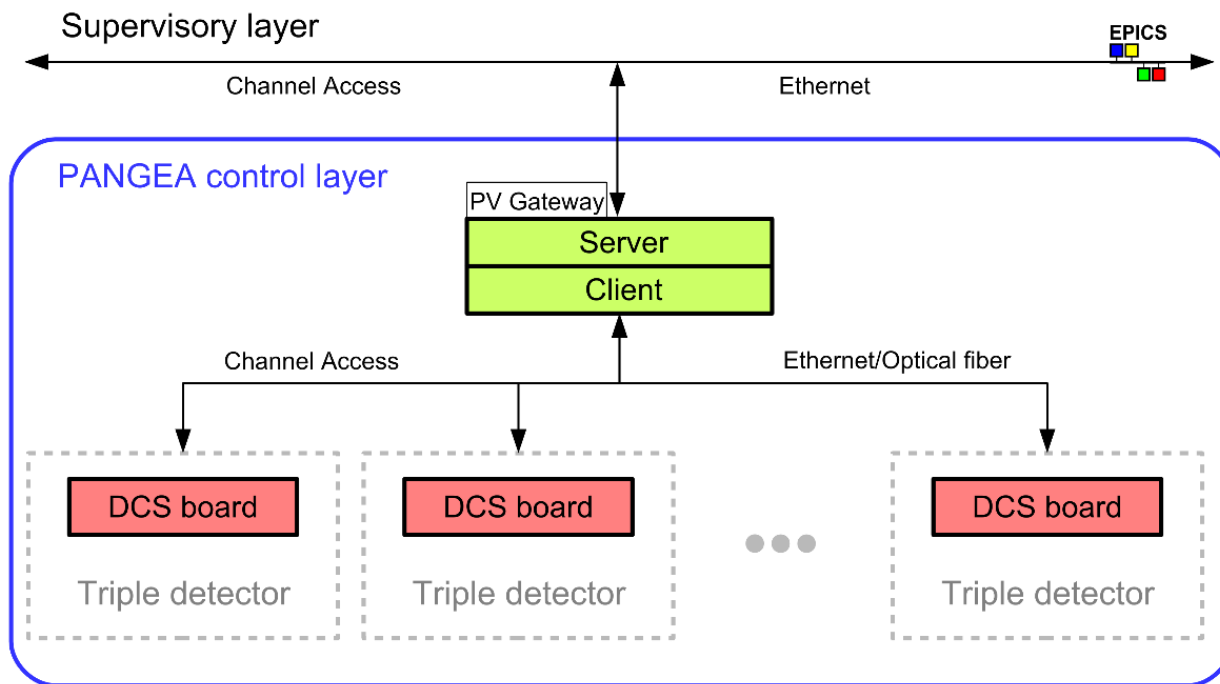 Supervisory layer
EPICS
Channel Access
Ethernet
PANGEA control layer
PV Gateway
Server
Client
Channel Access
Ethernet/Optical fiber
DCS board
DCS board
DCS board
Triple detector
Triple detector
Triple detector